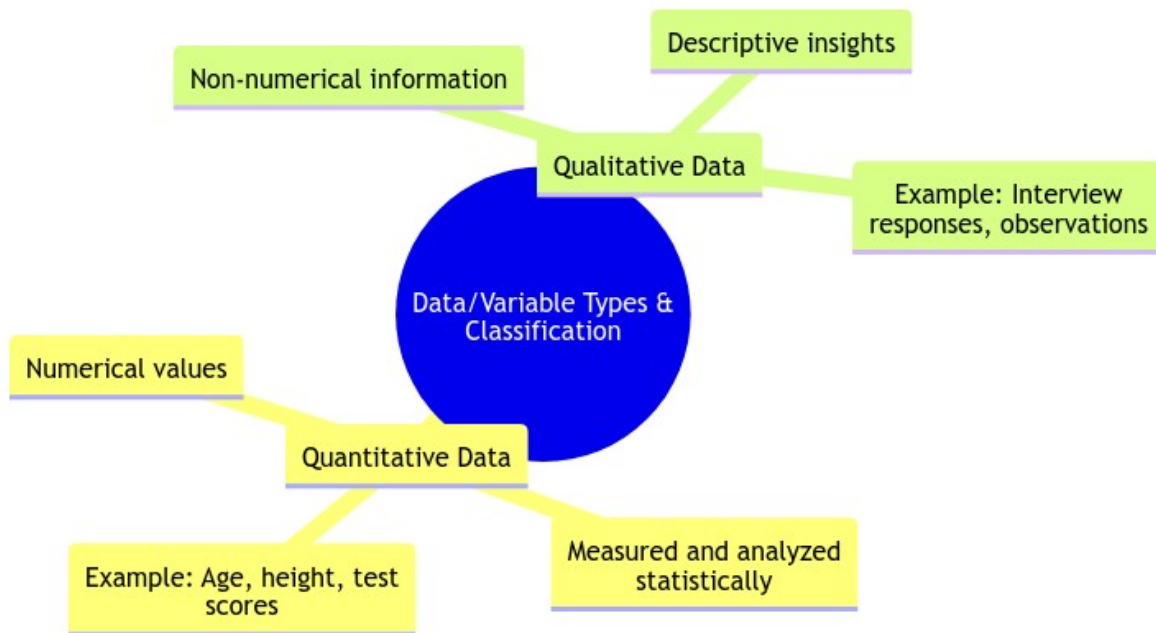 Descriptive insights
Non-numerical information
Qualitative Data
Example: Interview
responses, observations
Data/Variable Types &
Classification
Numerical values
Quantitative Data
Measured and analyzed
statistically
Example: Age, height, test
scores